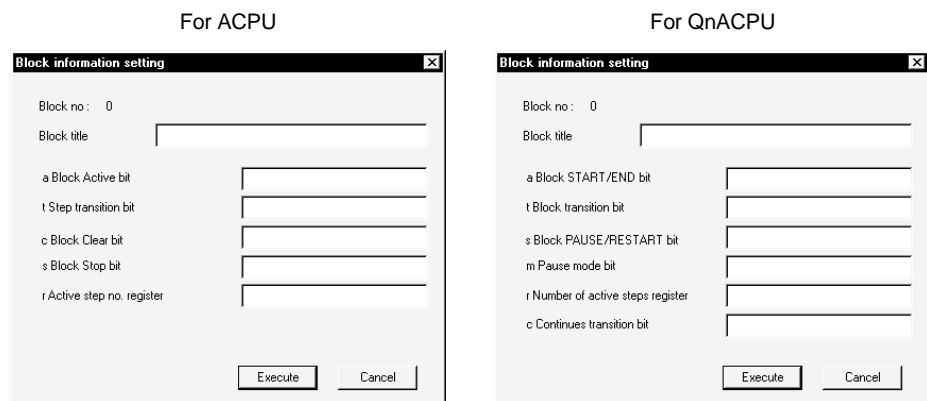 For ACPU
Block information setting
Block no : 0
Block title
a Block Active bit
t Step transition bit
c Block Clear bit
s Block Stop bit
r Active step no. register
Execute Cancel
For QnACPU
Block information setting
Block no : 0
Block title
a Block START/END bit
t Block transition bit
s Block PAUSE/RESTART bit
m Pause mode bit
r Number of active steps register
c Continues transition bit
Execute Cancel